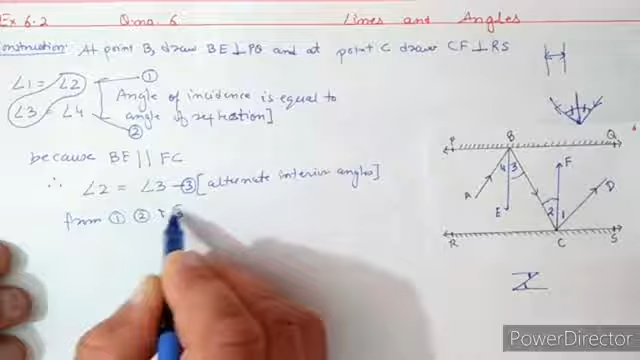 Ex 6.2 Qno. 6 Lines and Angles
Construction: At point B, draw BE ⊥ PQ and at point C draw CF ⊥ RS
∠1 = ∠2 ①
∠3 = ∠4 ②
Angle of incidence is equal to
angle of reflection]
because BE || FC
∴ ∠2 = ∠3 - ③ [alternate interior angles]
from ① ②
P B Q
4 3 F
A D
E 2 1
R C S
PowerDirector